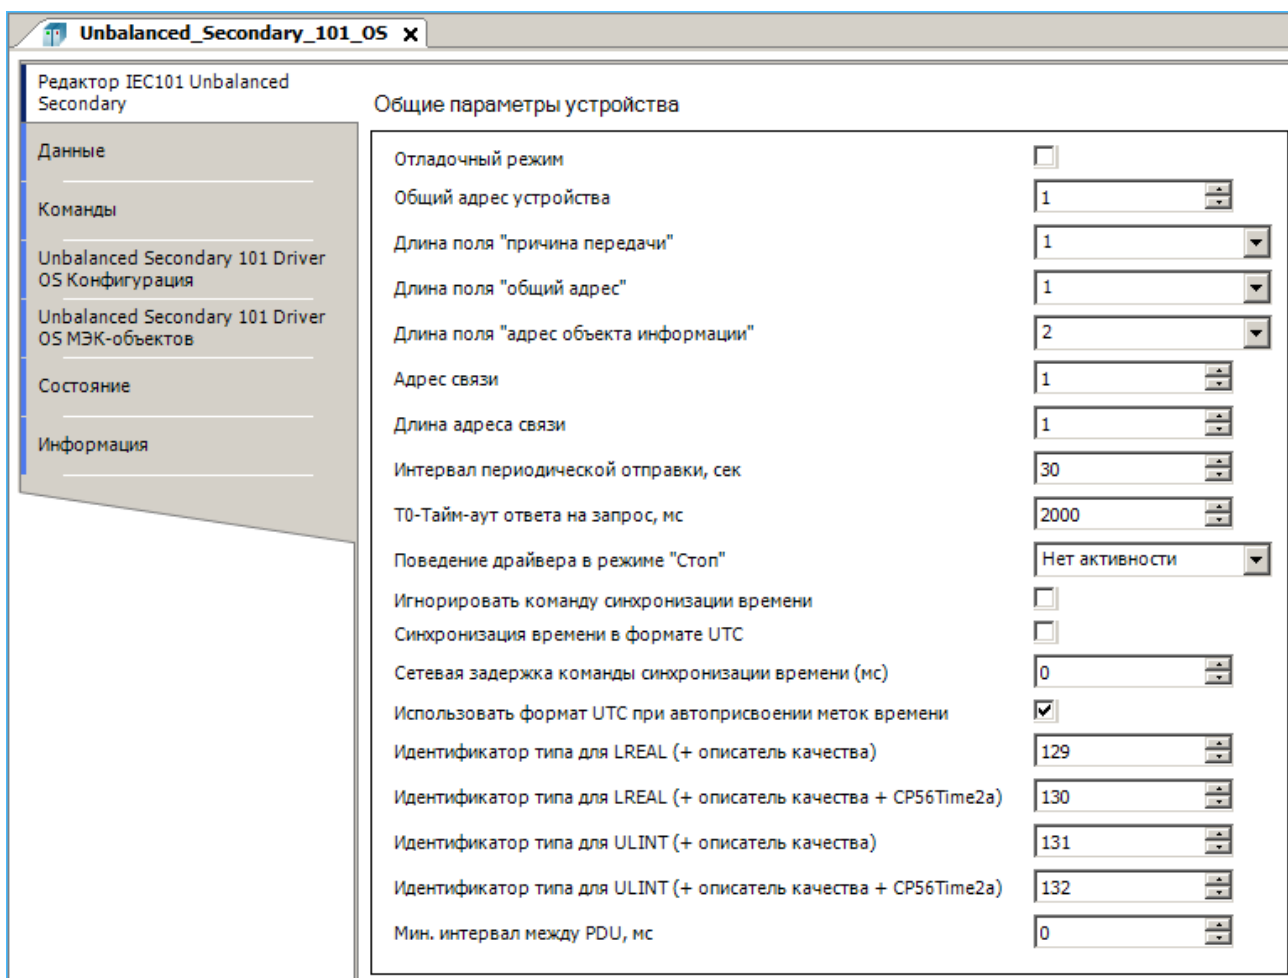 Unbalanced_Secondary_101_OS x
Редактор IEC101 Unbalanced
Secondary
Данные
Команды
Unbalanced Secondary 101 Driver
OS Конфигурация
Unbalanced Secondary 101 Driver
OS МЭК-объектов
Состояние
Информация
Общие параметры устройства
Отладочный режим
Общий адрес устройства 1
Длина поля "причина передачи" 1
Длина поля "общий адрес" 1
Длина поля "адрес объекта информации" 2
Адрес связи 1
Длина адреса связи 1
Интервал периодической отправки, сек 30
T0-Тайм-аут ответа на запрос, мс 2000
Поведение драйвера в режиме "Стоп" Нет активности
Игнорировать команду синхронизации времени
Синхронизация времени в формате UTC
Сетевая задержка команды синхронизации времени (мс) 0
Использовать формат UTC при автоприсвоении меток времени
Идентификатор типа для LREAL (+ описатель качества) 129
Идентификатор типа для LREAL (+ описатель качества + CP56Time2a) 130
Идентификатор типа для ULINT (+ описатель качества) 131
Идентификатор типа для ULINT (+ описатель качества + CP56Time2a) 132
Мин. интервал между PDU, мс 0